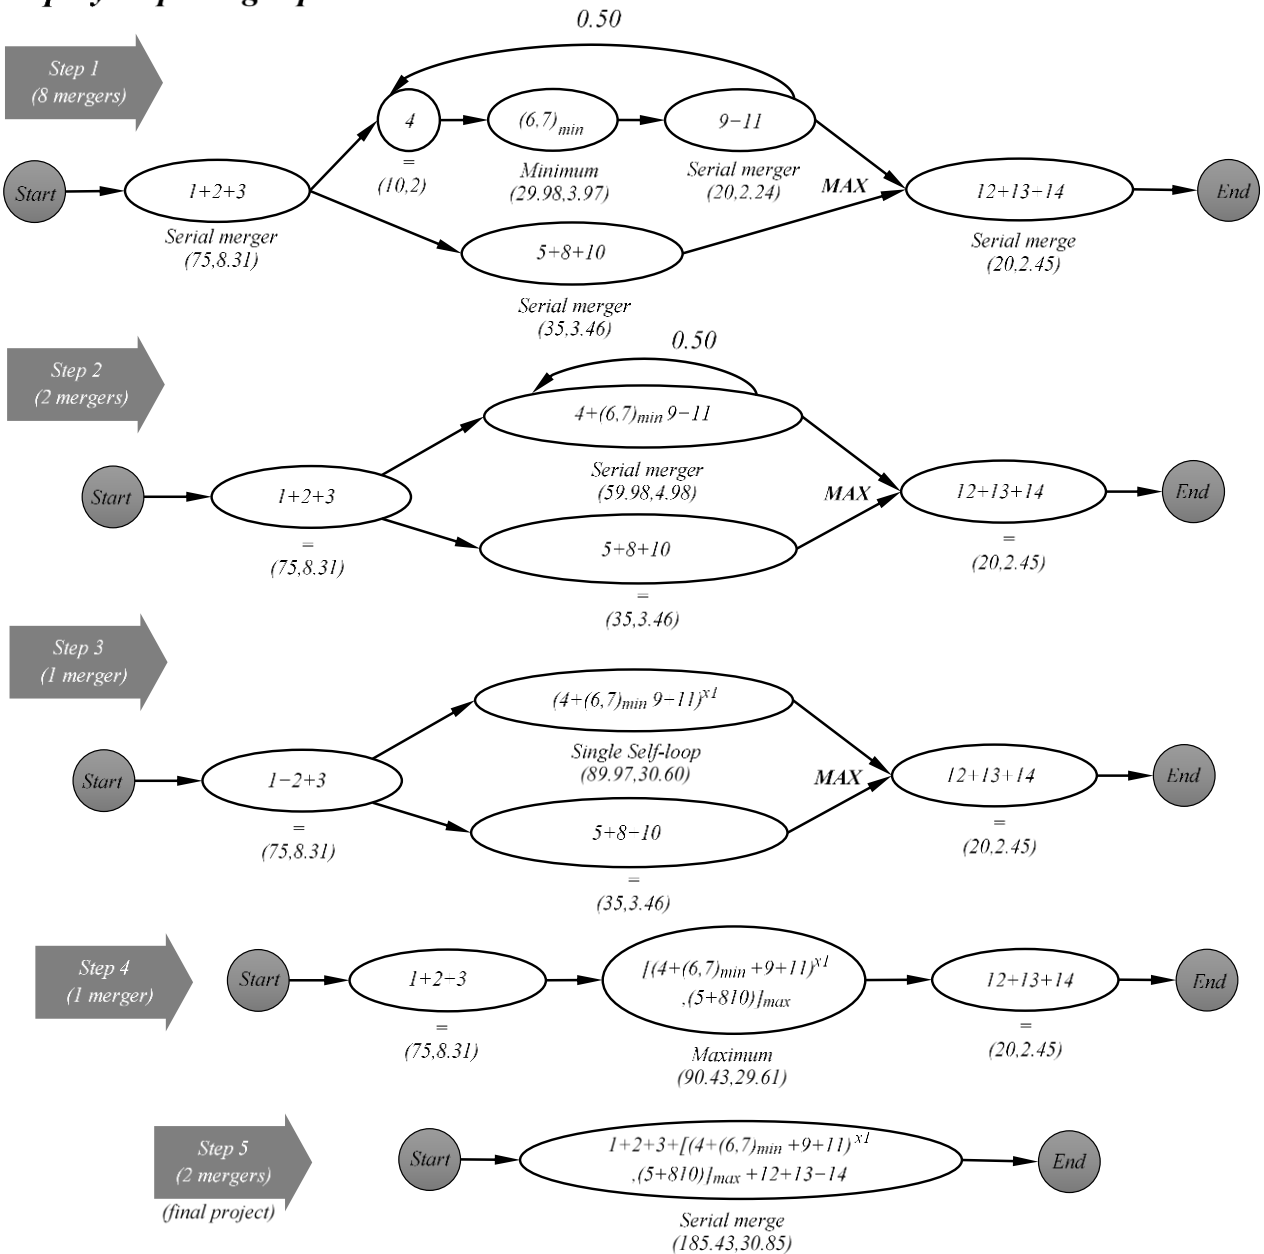 0.50
Step 1
(8 mergers)
4
(6,7)min
9−11
=
(10,2)
Minimum
(29.98,3.97)
Serial merger
(20,2.24)
MAX
Start
1+2+3
12+13+14
End
Serial merger
(75,8.31)
5+8+10
Serial merge
(20,2.45)
Serial merger
(35,3.46)
0.50
Step 2
(2 mergers)
4+(6,7)min 9−11
Serial merger
(59.98,4.98)
MAX
Start
1+2+3
12+13+14
End
=
(75,8.31)
5+8+10
=
(20,2.45)
=
(35,3.46)
Step 3
(1 merger)
(4+(6,7)min 9−11)x1
Single Self-loop
(89.97,30.60)
MAX
Start
1−2+3
12+13+14
End
=
(75,8.31)
5+8−10
=
(20,2.45)
=
(35,3.46)
Step 4
(1 merger)
Start
1+2+3
[(4+(6,7)min +9+11)x1
,(5+810)]max
12+13+14
End
=
(75,8.31)
Maximum
(90.43,29.61)
=
(20,2.45)
Step 5
(2 mergers)
(final project)
Start
1+2+3+[(4+(6,7)min +9+11)x1
,(5+810)]max +12+13−14
End
Serial merge
(185.43,30.85)